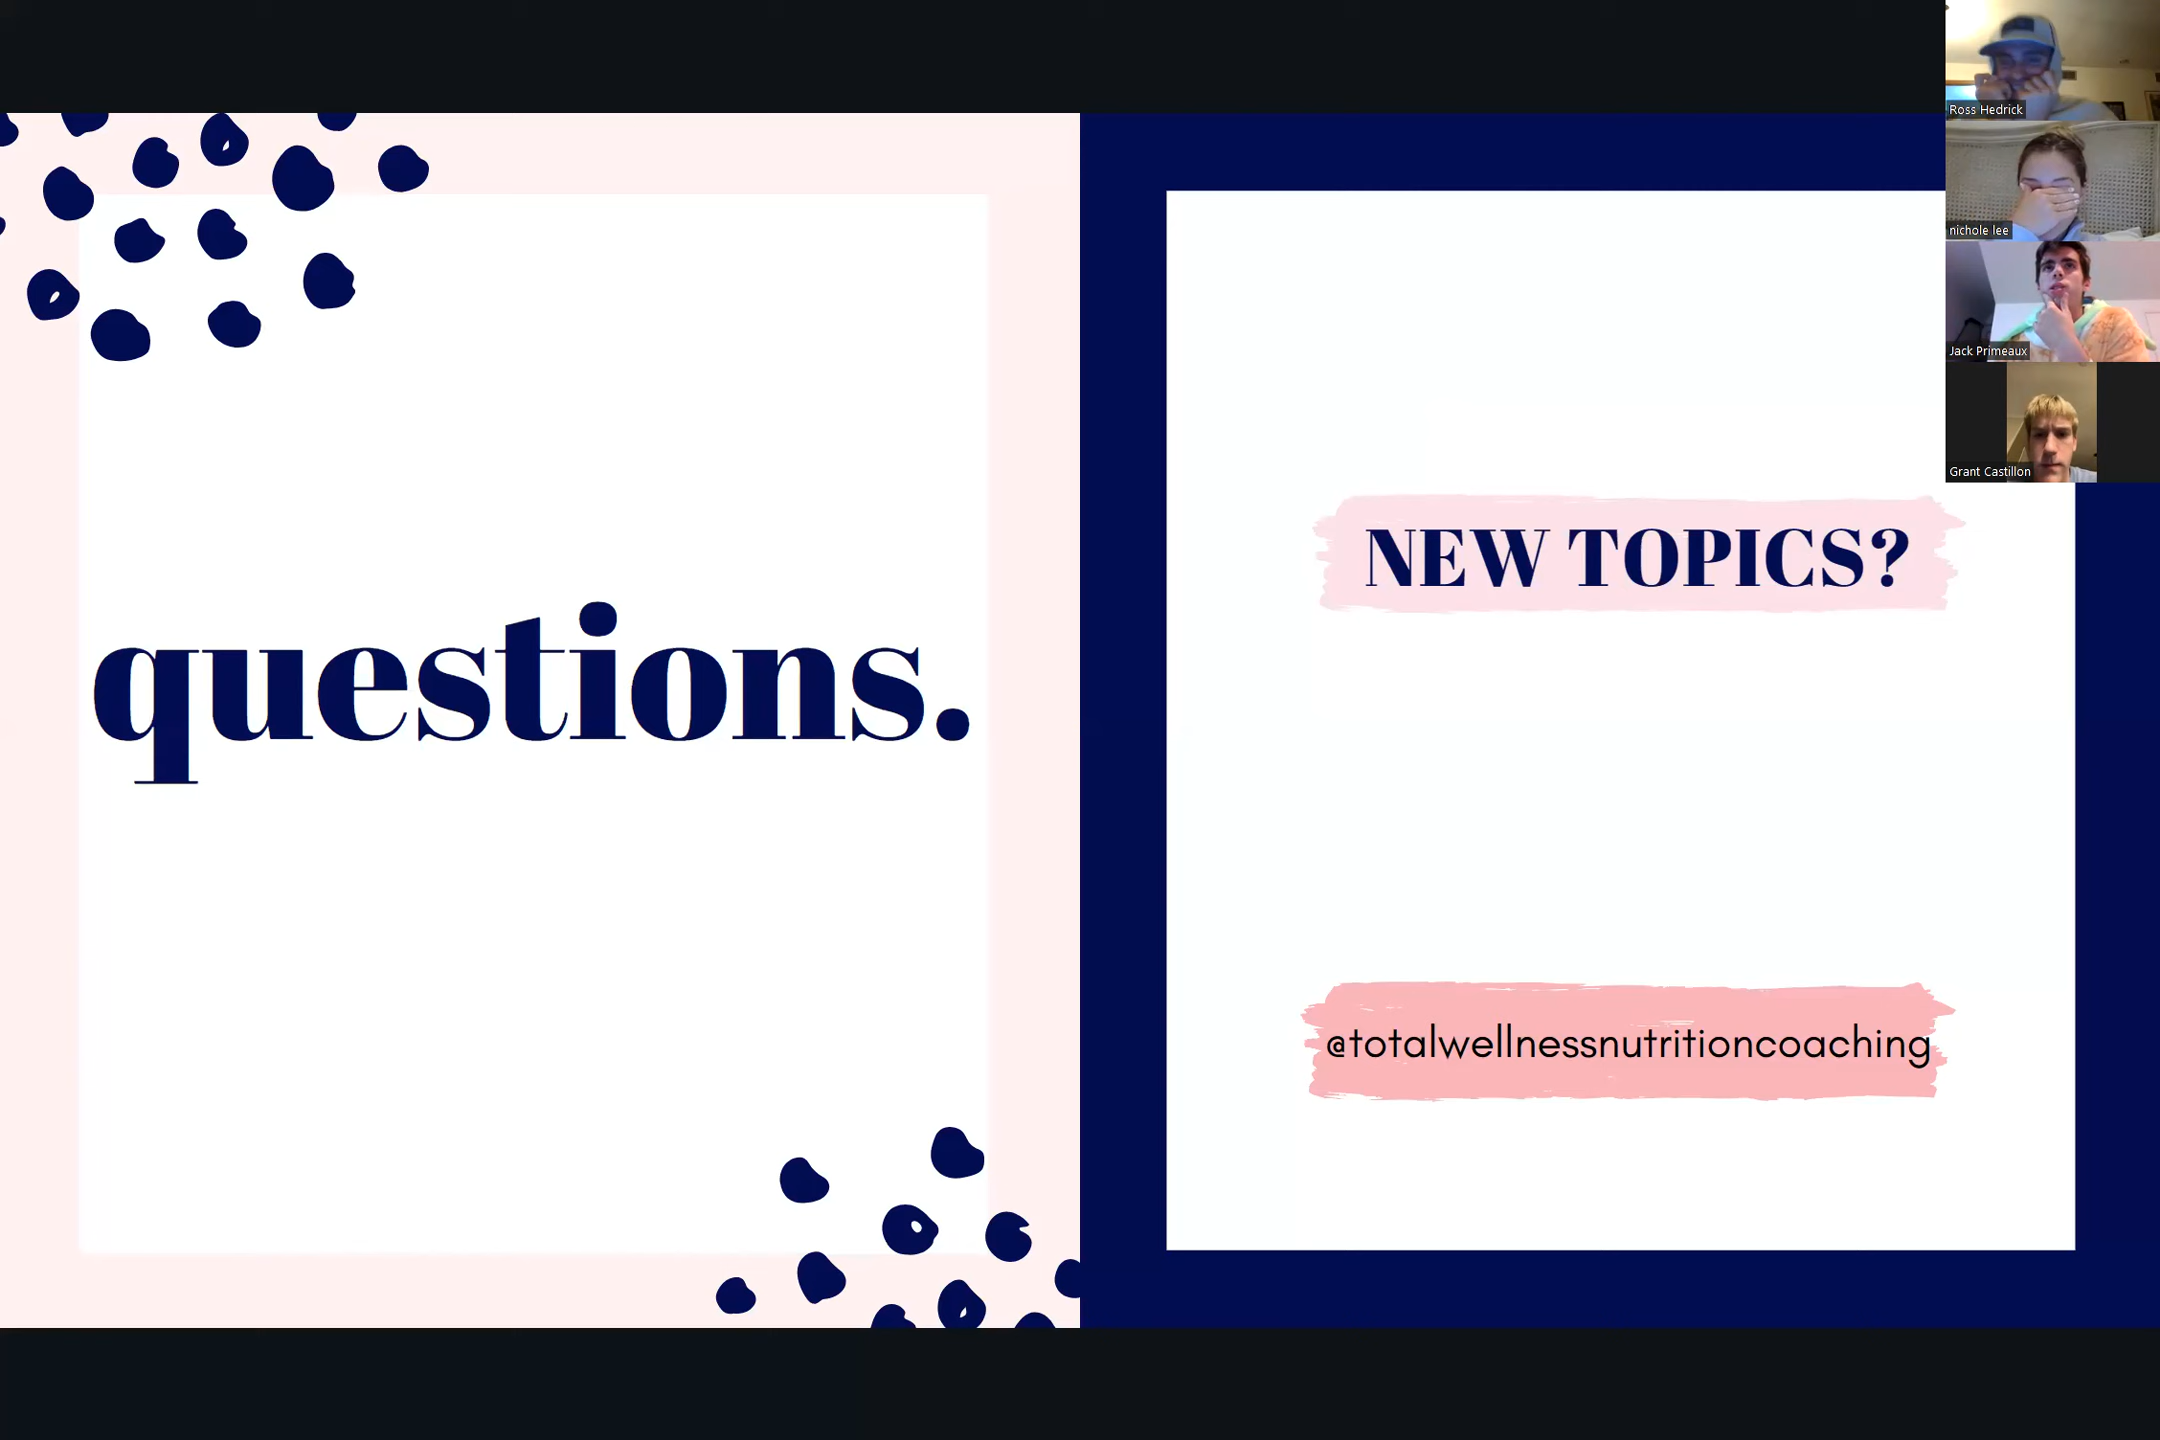 questions.
NEW TOPICS?
@totalwellnessnutritioncoaching
Ross Hedrick
nichole lee
Jack Primeaux
Grant Castillon